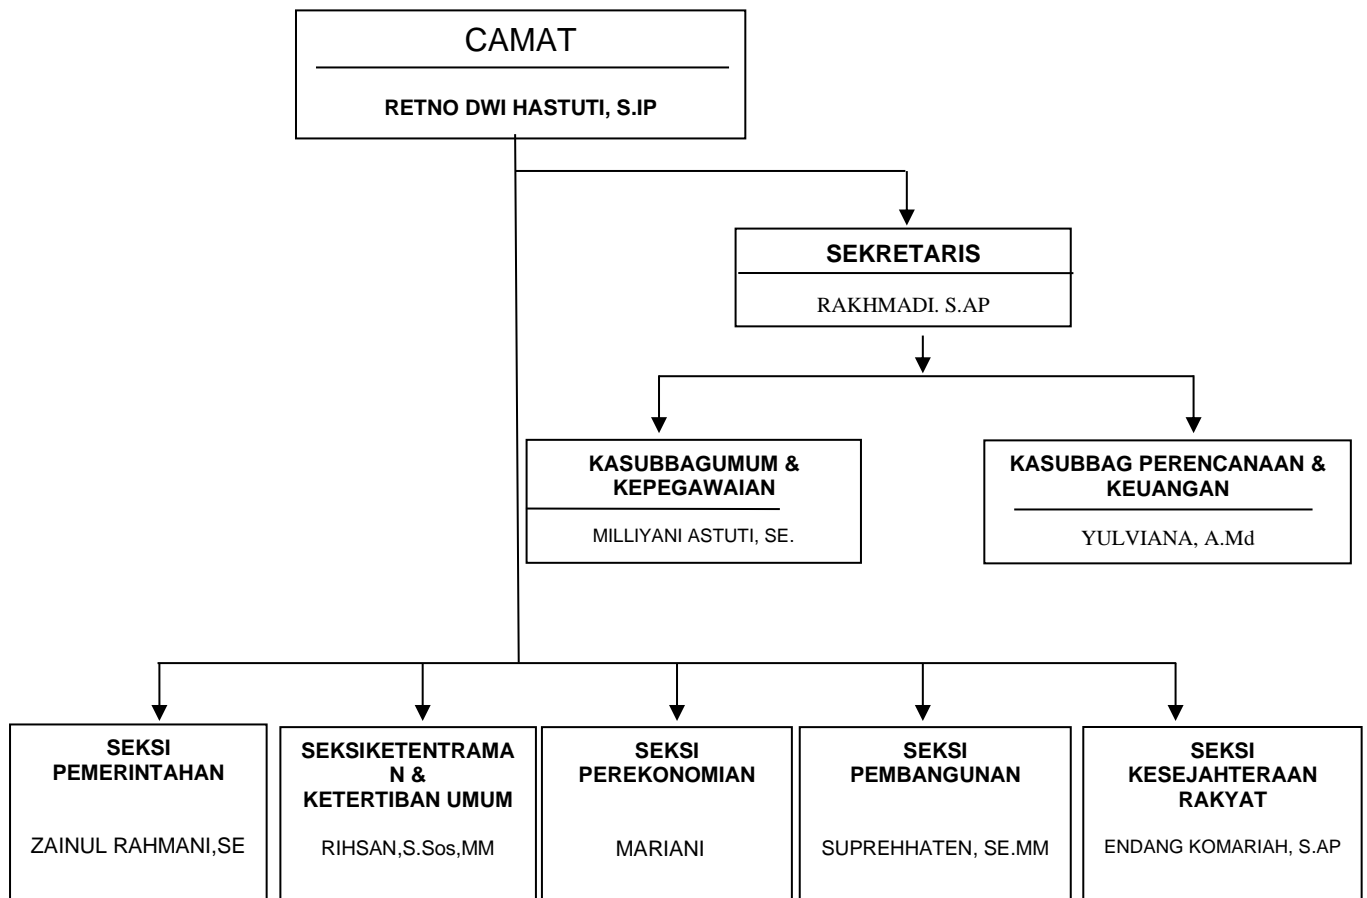 CAMAT
RETNO DWI HASTUTI, S.IP
SEKRETARIS
RAKHMADI. S.AP
KASUBBAGUMUM &
KEPEGAWAIAN
MILLIYANI ASTUTI, SE.
KASUBBAG PERENCANAAN &
KEUANGAN
YULVIANA, A.Md
SEKSI
PEMERINTAHAN
ZAINUL RAHMANI,SE
SEKSIKETENTRAMA
N &
KETERTIBAN UMUM
RIHSAN,S.Sos,MM
SEKSI
PEREKONOMIAN
MARIANI
SEKSI
PEMBANGUNAN
SUPREHHATEN, SE.MM
SEKSI
KESEJAHTERAAN
RAKYAT
ENDANG KOMARIAH, S.AP